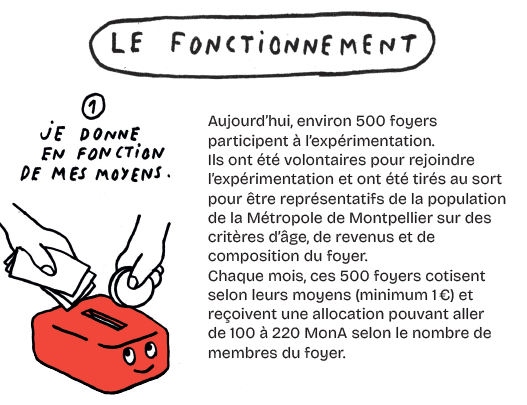 LE FONCTIONNEMENT
1
JE DONNE
EN FONCTION
DE MES MOYENS.
Aujourd'hui, environ 500 foyers
participent à l'expérimentation.
Ils ont été volontaires pour rejoindre
l'expérimentation et ont été tirés au sort
pour être représentatifs de la population
de la Métropole de Montpellier sur des
critères d'âge, de revenus et de
composition du foyer.
Chaque mois, ces 500 foyers cotisent
selon leurs moyens (minimum 1 €) et
reçoivent une allocation pouvant aller
de 100 à 220 MonA selon le nombre de
membres du foyer.